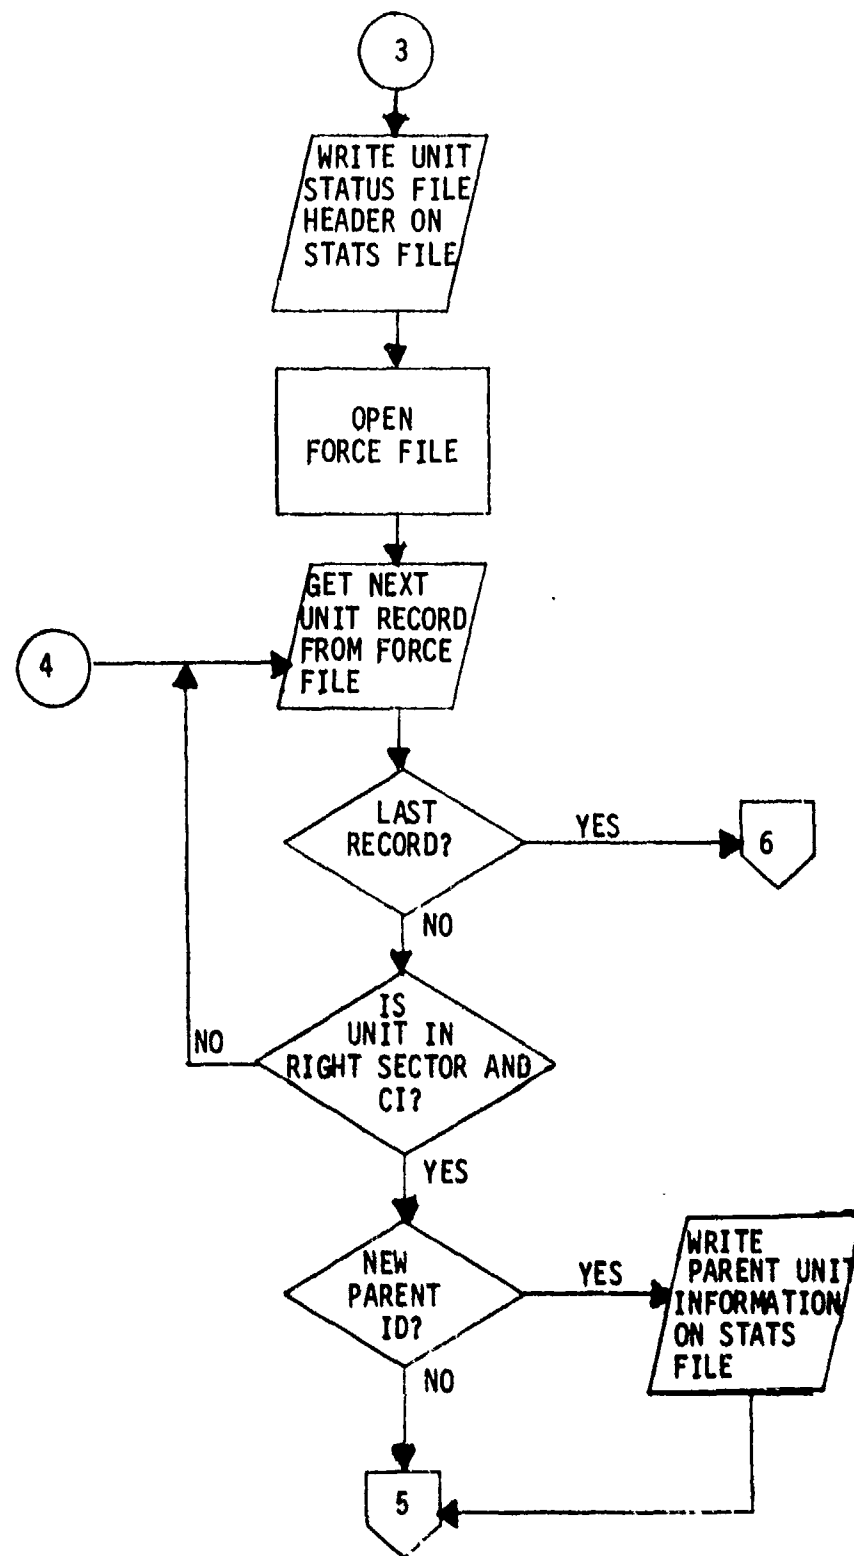 3
WRITE UNIT
STATUS FILE
HEADER ON
STATS FILE
OPEN
FORCE FILE
GET NEXT
UNIT RECORD
FROM FORCE
FILE
4
LAST
RECORD?
YES
6
NO
IS
UNIT IN
RIGHT SECTOR AND
CI?
NO
YES
NEW
PARENT
ID?
YES
WRITE
PARENT UNIT
INFORMATION
ON STATS
FILE
NO
5